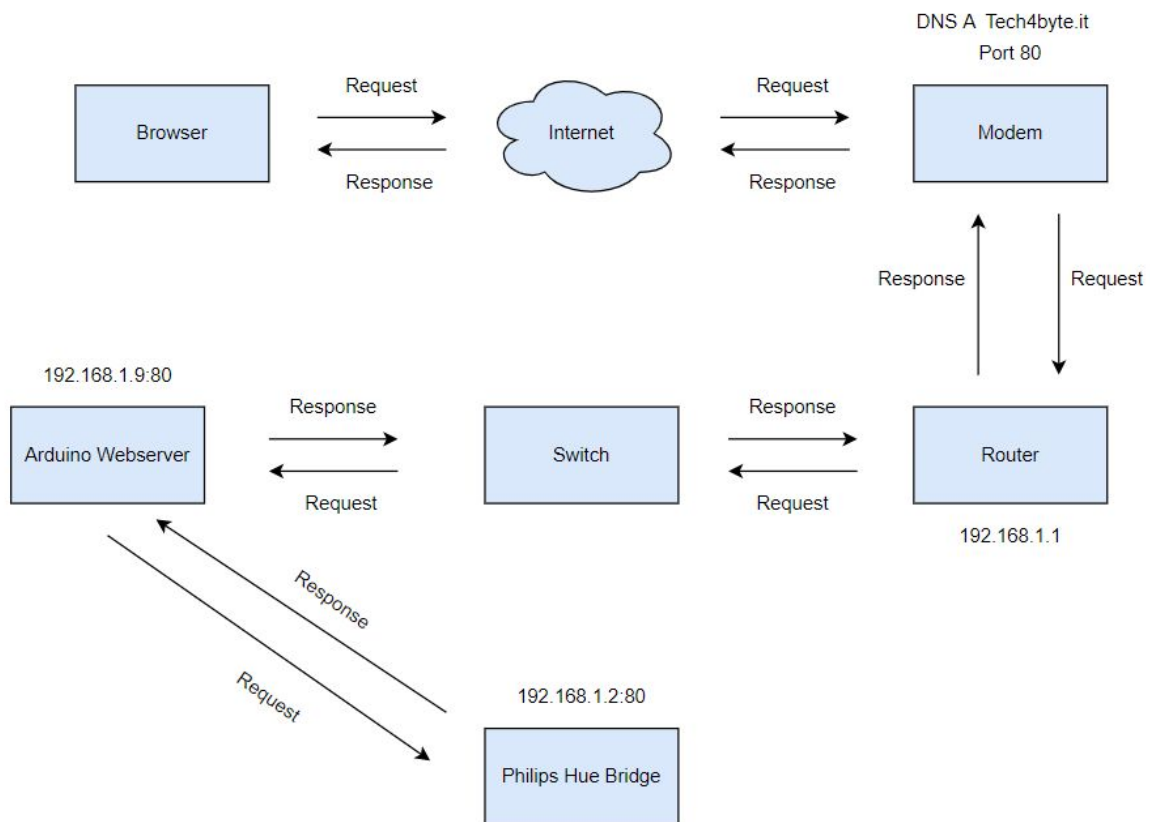 DNS A Tech4byte.it
Port 80
Request
Request
Browser
Internet
Modem
Response
Response
Response
Request
192.168.1.9:80
Response
Response
Arduino Webserver
Switch
Router
Request
Request
192.168.1.1
Response
Request
192.168.1.2:80
Philips Hue Bridge